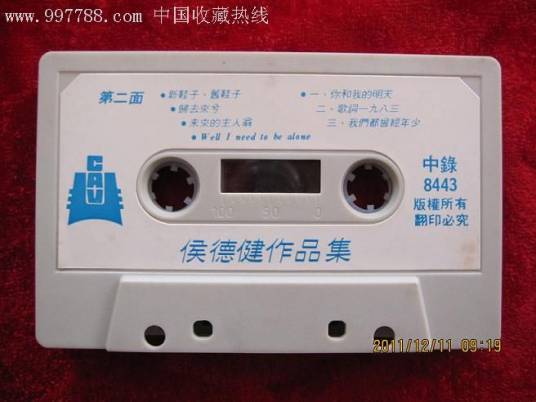 www.997788.com 中国收藏热线
第二面
• 新鞋子、舊鞋子
• 歸去來兮
• 未來的主人翁
• Well I need to be alone
• 一、你和我的明天
二、歌詞一九八三
三、我們都曾經年少
CAV
中錄
8443
版權所有
翻印必究
100 50 0
侯德健作品集
2011/12/11 09:19